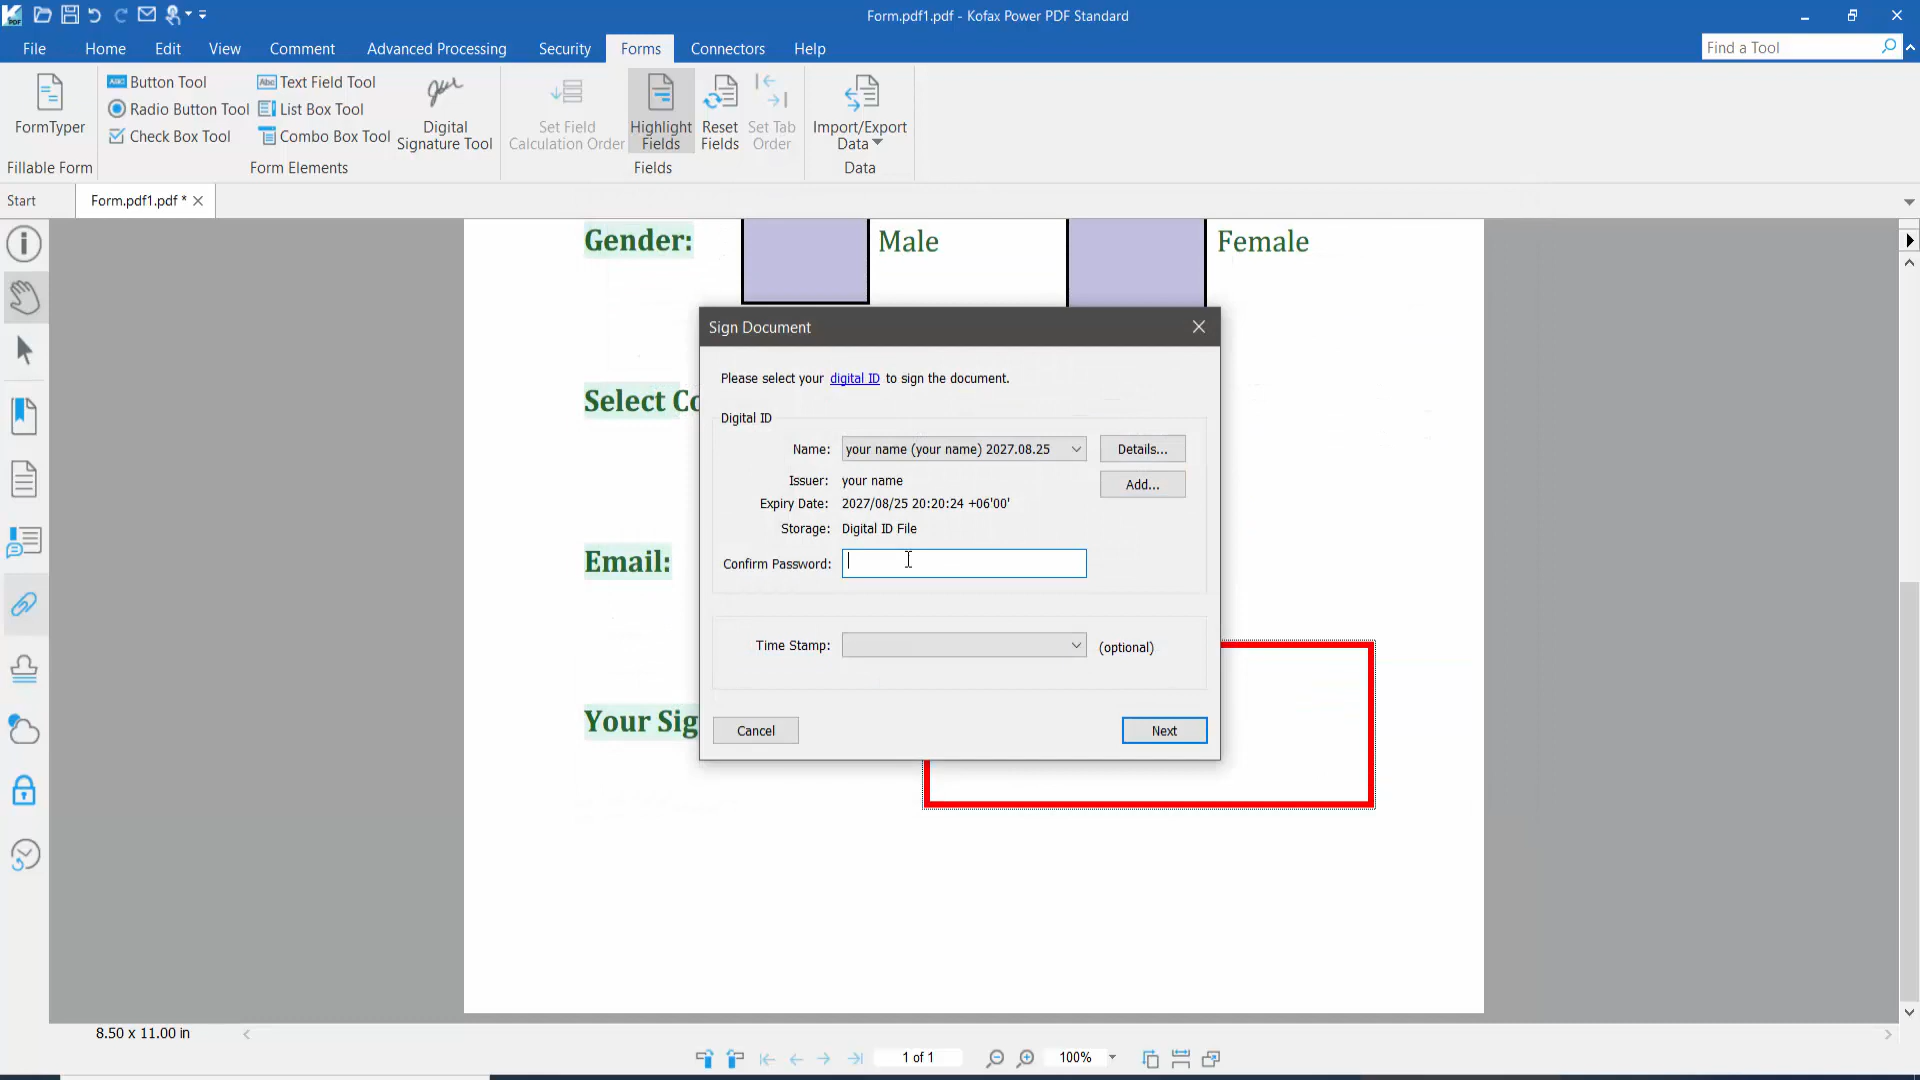 Form.pdf1.pdf - Kofax Power PDF Standard
File Home Edit View Comment Advanced Processing Security Forms Connectors Help Find a Tool
FormTyper
Fillable Form
Button Tool Text Field Tool
Radio Button Tool List Box Tool
Check Box Tool Combo Box Tool
Digital
Signature Tool
Form Elements
Set Field
Calculation Order
Highlight
Fields
Reset
Fields
Set Tab
Order
Fields
Import/Export
Data
Data
Start Form.pdf1.pdf *
Gender: Male Female
Select Co
Email:
Your Sig
Sign Document
Please select your digital ID to sign the document.
Digital ID
Name: your name (your name) 2027.08.25 Details...
Issuer: your name Add...
Expiry Date: 2027/08/25 20:20:24 +06'00'
Storage: Digital ID File
Confirm Password:
Time Stamp: (optional)
Cancel Next
8.50 x 11.00 in
1 of 1 100%